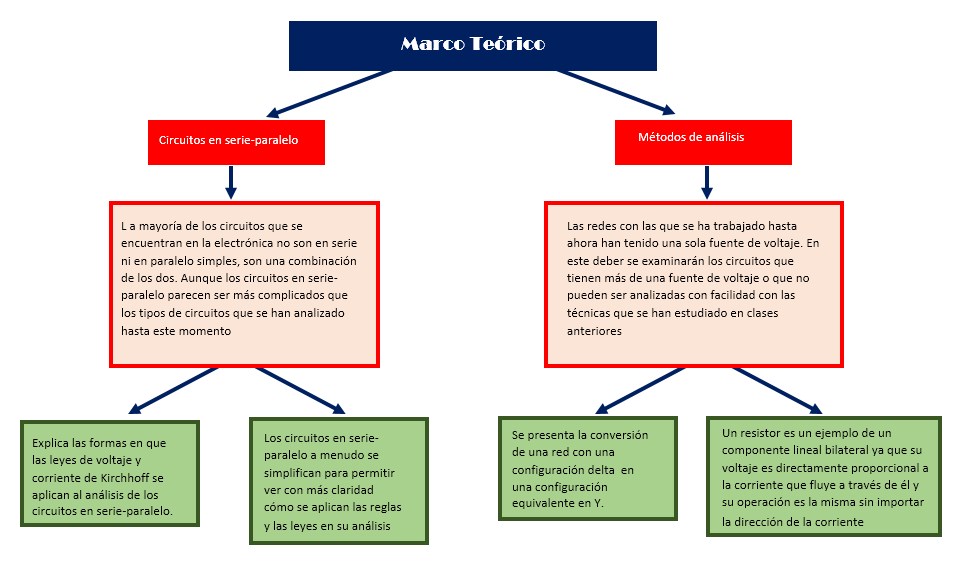 Marco Teórico
Circuitos en serie-paralelo
Métodos de análisis
L a mayoría de los circuitos que se
encuentran en la electrónica no son en serie
ni en paralelo simples, son una combinación
de los dos. Aunque los circuitos en serie-
paralelo parecen ser más complicados que
los tipos de circuitos que se han analizado
hasta este momento
Las redes con las que se ha trabajado hasta
ahora han tenido una sola fuente de voltaje. En
este deber se examinarán los circuitos que
tienen más de una fuente de voltaje o que no
pueden ser analizadas con facilidad con las
técnicas que se han estudiado en clases
anteriores
Explica las formas en que
las leyes de voltaje y
corriente de Kirchhoff se
aplican al análisis de los
circuitos en serie-paralelo.
Los circuitos en serie-
paralelo a menudo se
simplifican para permitir
ver con más claridad
cómo se aplican las reglas
y las leyes en su análisis
Se presenta la conversión
de una red con una
configuración delta en
una configuración
equivalente en Y.
Un resistor es un ejemplo de un
componente lineal bilateral ya que su
voltaje es directamente proporcional a
la corriente que fluye a través de él y
su operación es la misma sin importar
la dirección de la corriente